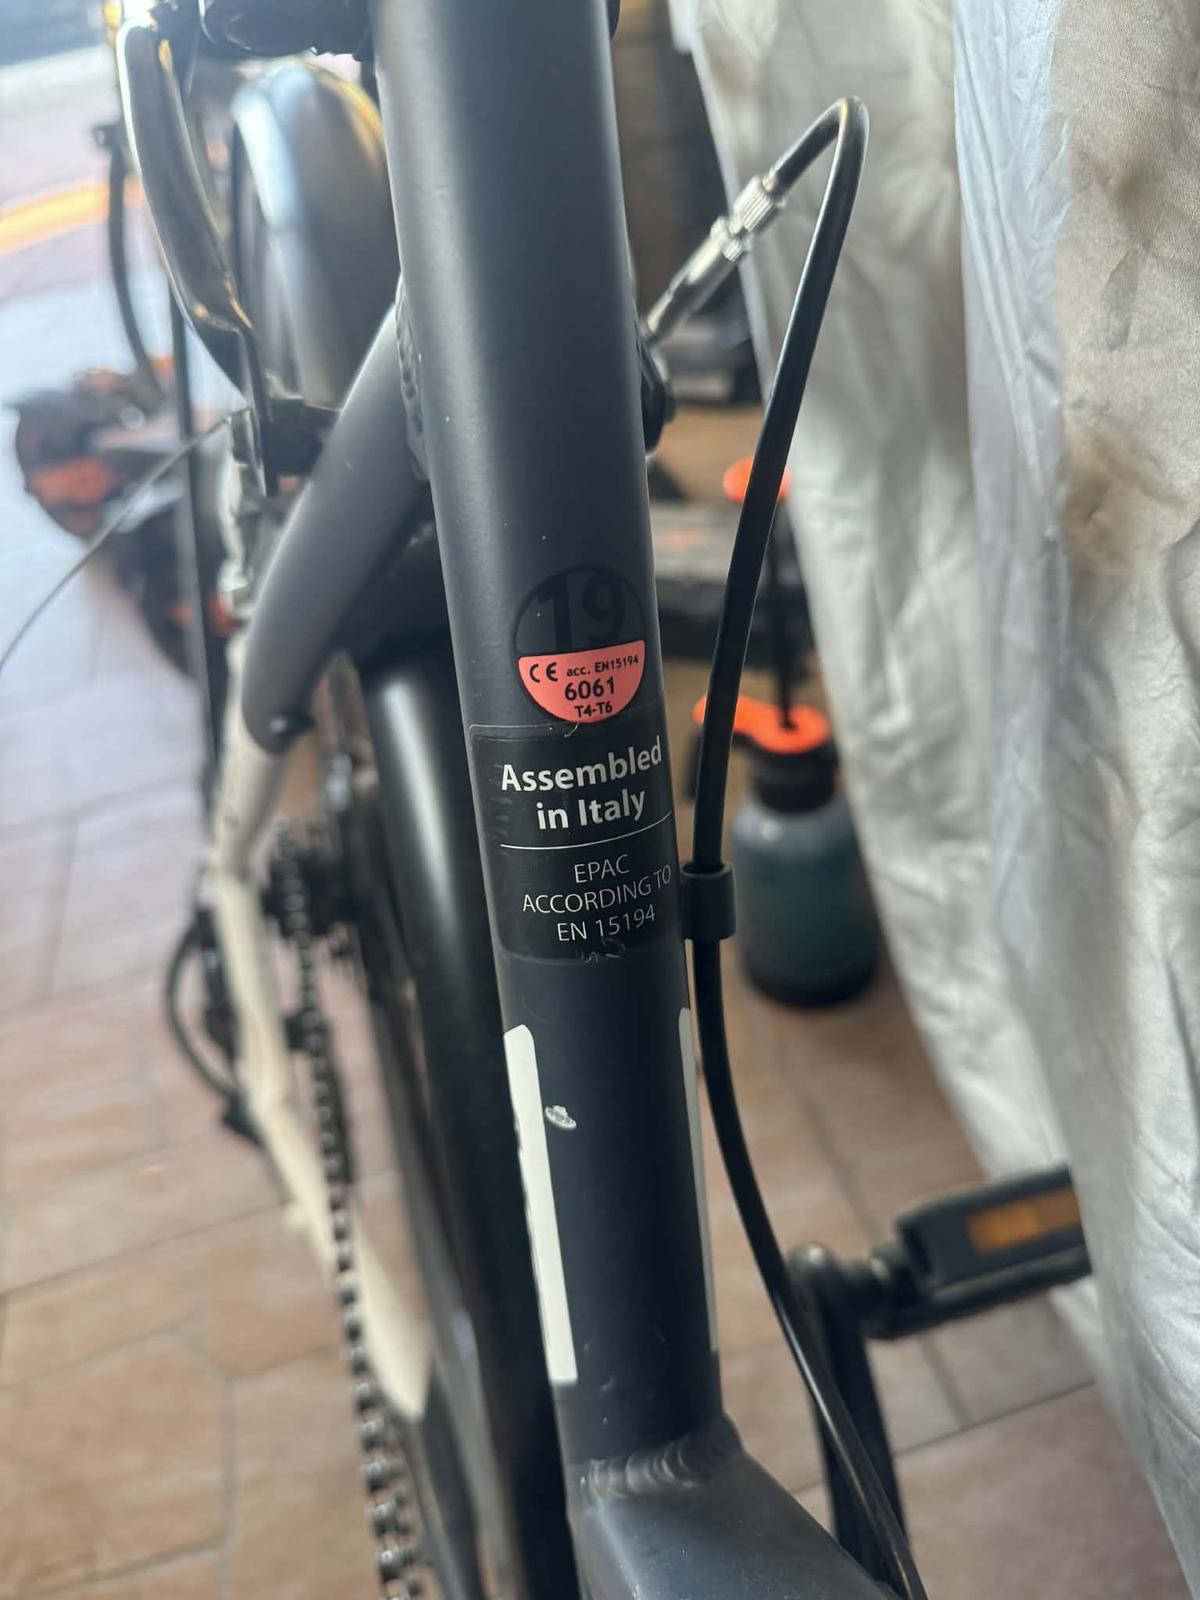 19
CE acc. EN15194
6061
T4-T6
Assembled
in Italy
EPAC
ACCORDING TO
EN 15194